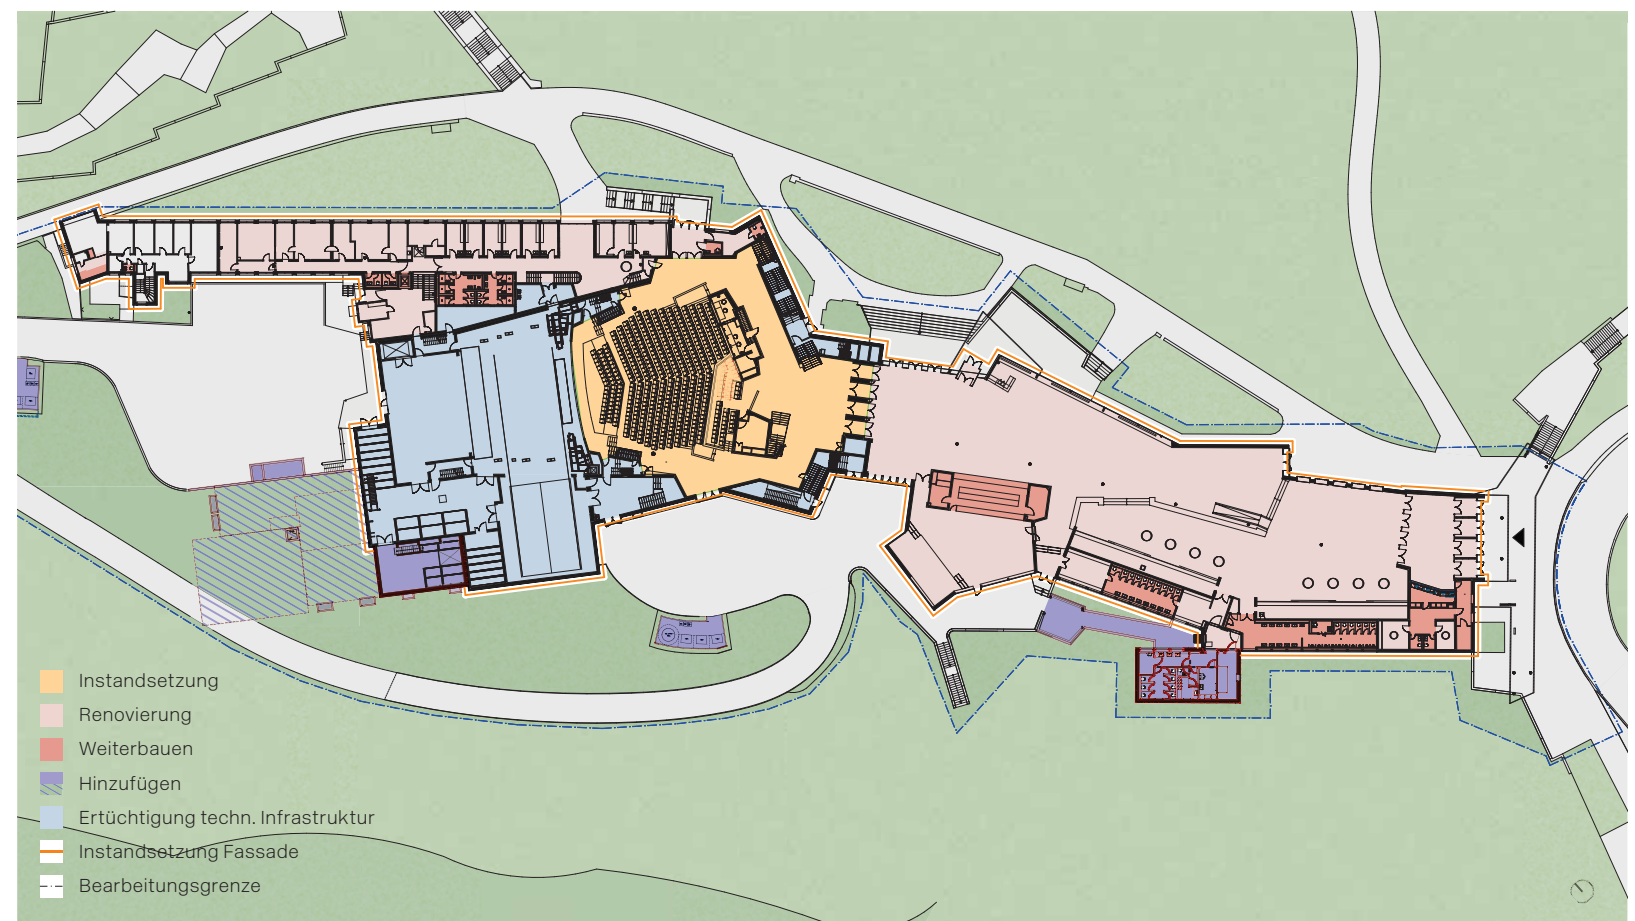 Instandsetzung
Renovierung
Weiterbauen
Hinzufügen
Ertüchtigung techn. Infrastruktur
Instandsetzung Fassade
Bearbeitungsgrenze